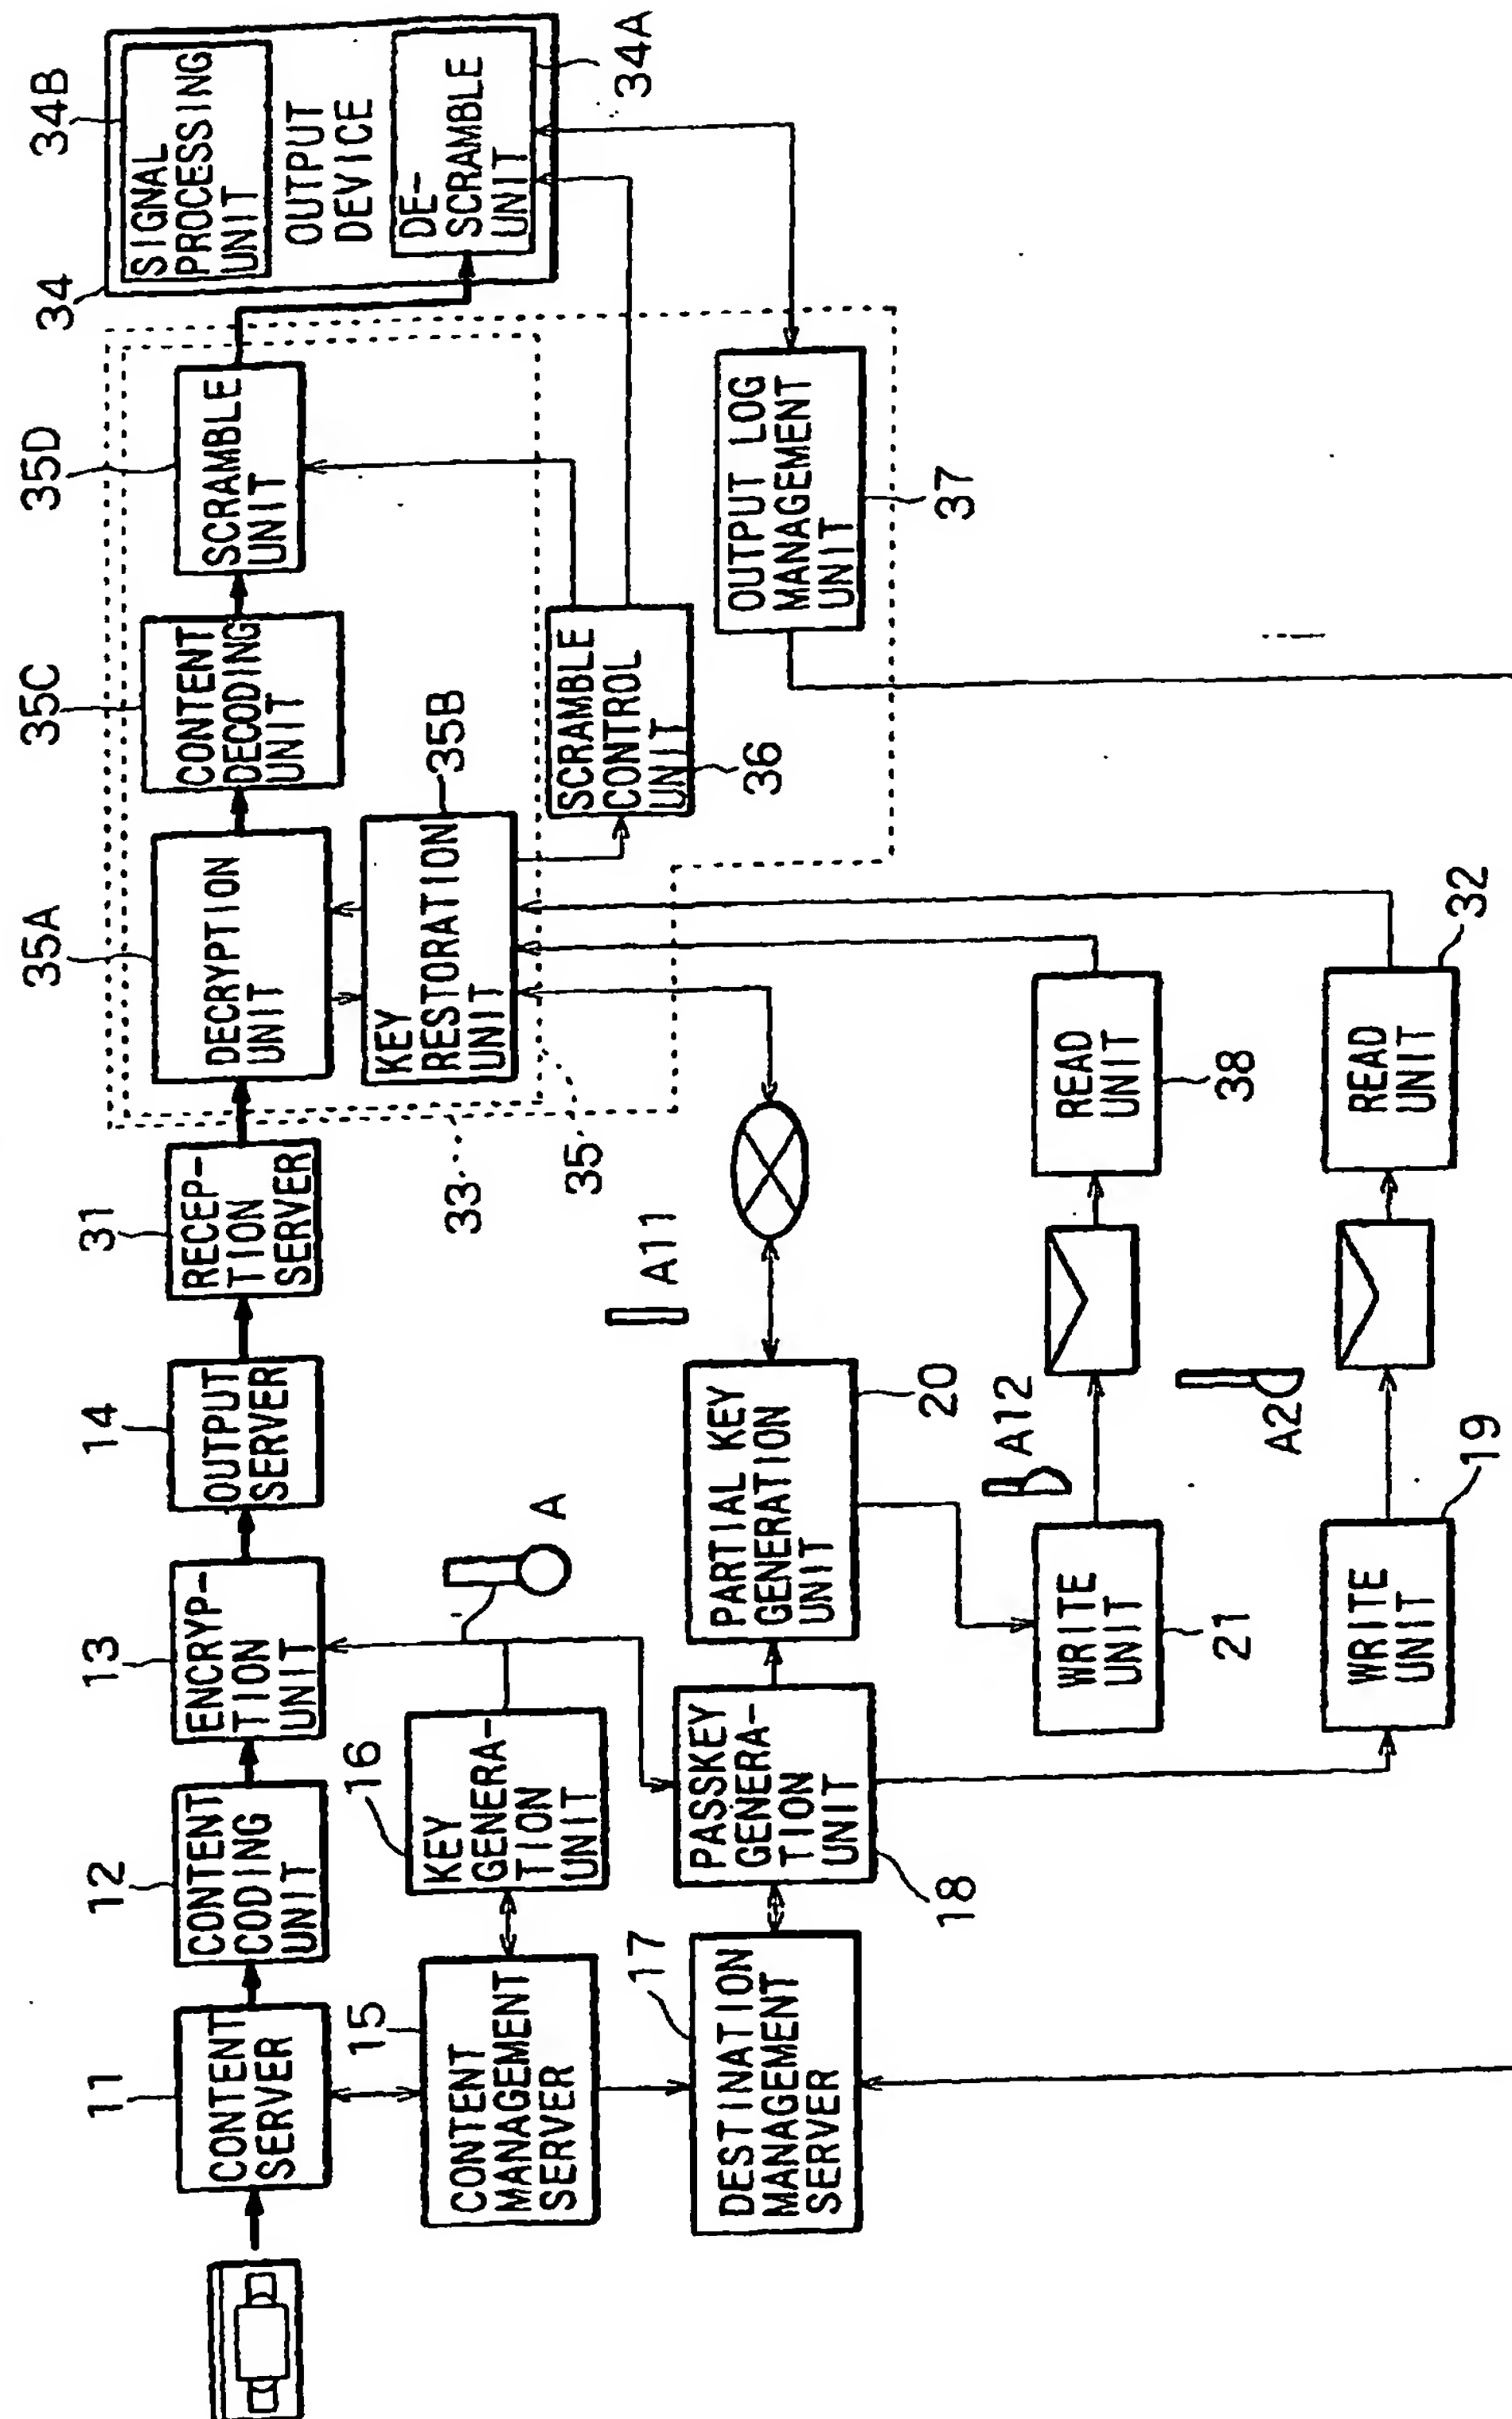 11
CONTENT
SERVER
12
CONTENT
CODING
UNIT
13
ENCRYP-
TION
UNIT
14
OUTPUT
SERVER
31
RECEP-
TION
SERVER
35A
DECRYPTION
UNIT
35C
CONTENT
DECODING
UNIT
35D
SCRAMBLE
UNIT
34
34B
SIGNAL
PROCESSING
UNIT
OUTPUT
DEVICE
DE-
SCRAMBLE
UNIT
34A
15
CONTENT
MANAGEMENT
SERVER
16
KEY
GENERA-
TION
UNIT
A
KEY
RESTORATION
UNIT
35B
33
35
SCRAMBLE
CONTROL
UNIT
36
17
DESTINATION
MANAGEMENT
SERVER
PASSKEY
GENERA-
TION
UNIT
18
PARTIAL KEY
GENERATION
UNIT
20
A11
OUTPUT LOG
MANAGEMENT
UNIT
37
WRITE
UNIT
21
A12
READ
UNIT
38
WRITE
UNIT
19
A2
READ
UNIT
32